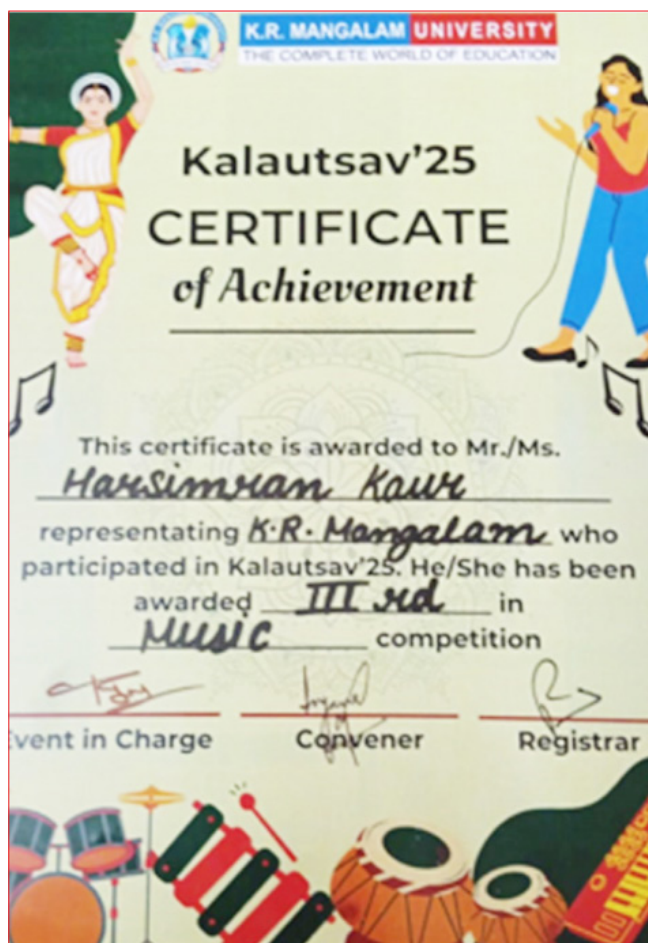 K.R. MANGALAM UNIVERSITY
THE COMPLETE WORLD OF EDUCATION
Kalautsav'25
CERTIFICATE
of Achievement
This certificate is awarded to Mr./Ms.
Harsimran Kaur
representating K.R. Mangalam who
participated in Kalautsav'25. He/She has been
awarded III rd in
Music competition
Event in Charge Convener Registrar